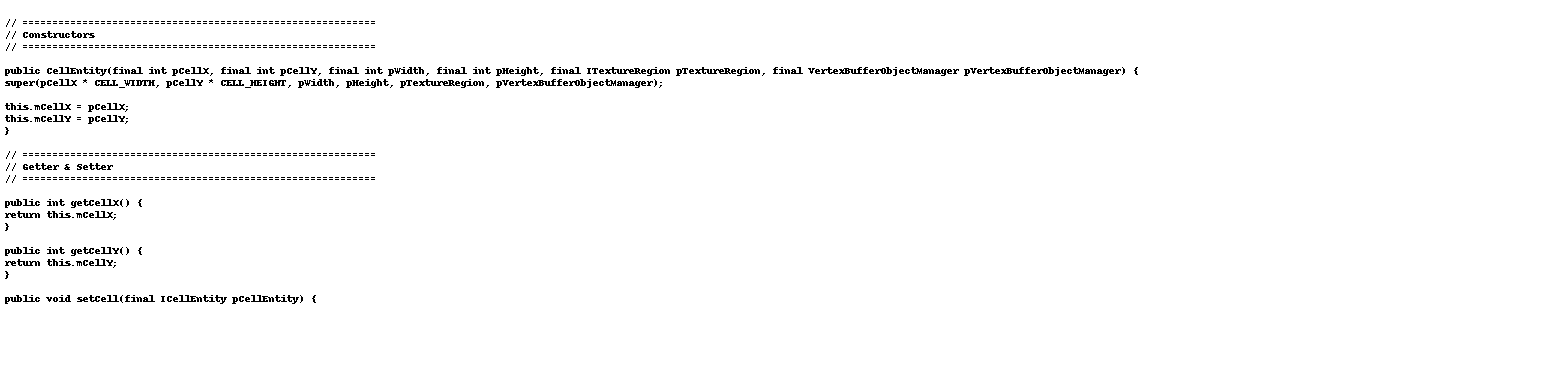 // ===========================================================
// Constructors
// ===========================================================
public CellEntity(final int pCellX, final int pCellY, final int pWidth, final int pHeight, final ITextureRegion pTextureRegion, final VertexBufferObjectManager pVertexBufferObjectManager) {
super(pCellX * CELL_WIDTH, pCellY * CELL_HEIGHT, pWidth, pHeight, pTextureRegion, pVertexBufferObjectManager);
this.mCellX = pCellX;
this.mCellY = pCellY;
}
// ===========================================================
// Getter & Setter
// ===========================================================
public int getCellX() {
return this.mCellX;
}
public int getCellY() {
return this.mCellY;
}
public void setCell(final ICellEntity pCellEntity) {